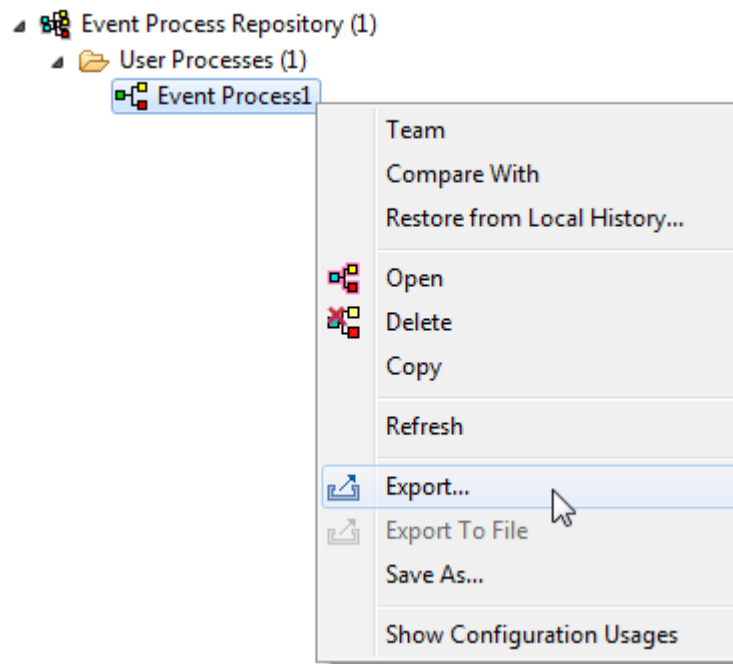 Event Process Repository (1)
User Processes (1)
Event Process1
Team
Compare With
Restore from Local History...
Open
Delete
Copy
Refresh
Export...
Export To File
Save As...
Show Configuration Usages